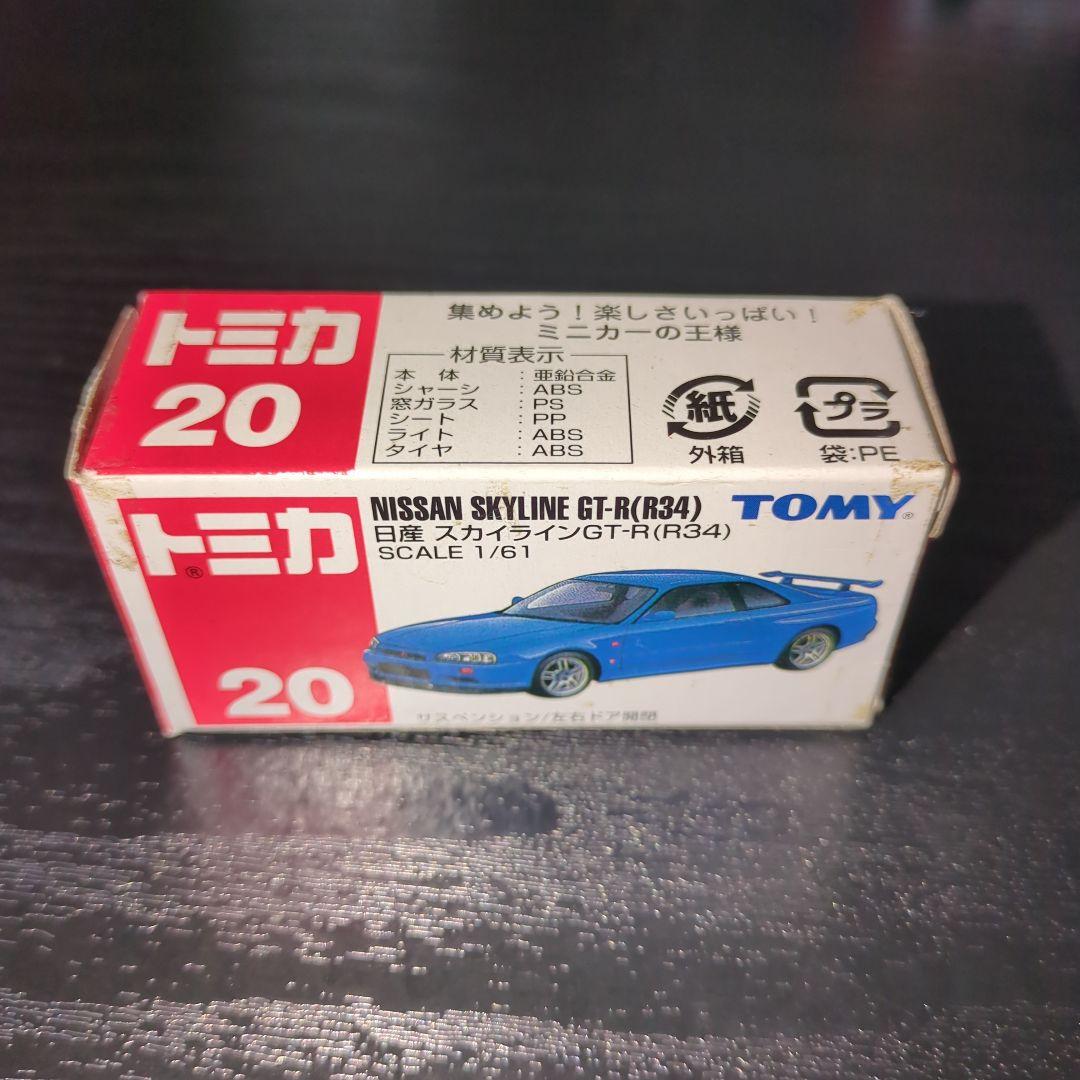 トミカ
20
集めよう!楽しさいっぱい!
ミニカーの王様
材質表示
本体:亜鉛合金
シャーシ:ABS
窓ガラス:PS
シート:PP
ライト:ABS
タイヤ:ABS
紙
外箱
プラ
袋:PE
トミカ®
20
NISSAN SKYLINE GT-R(R34)
日産 スカイラインGT-R(R34)
SCALE 1/61
TOMY®
サスペンション/左右ドア開閉